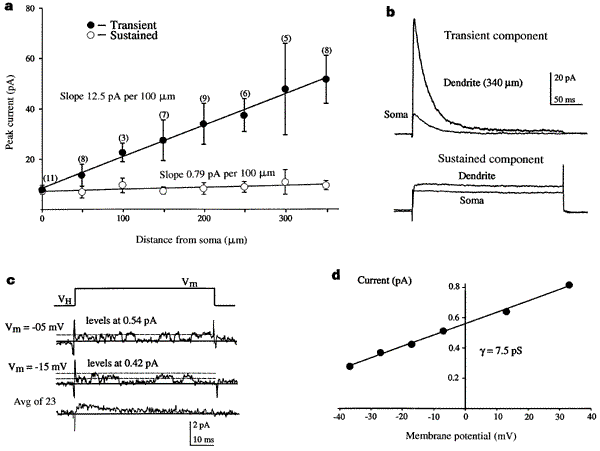 a
80
60
40
20
0
Peak current (pA)
● – Transient
○ – Sustained
Slope 12.5 pA per 100 µm
Slope 0.79 pA per 100 µm
(11)
(8)
(3)
(7)
(9)
(6)
(5)
(8)
0
100
200
300
Distance from soma (µm)
b
Transient component
Dendrite (340 µm)
Soma
20 pA
50 ms
Sustained component
Dendrite
Soma
c
VH
Vm
Vm = -05 mV
levels at 0.54 pA
Vm = -15 mV
levels at 0.42 pA
Avg of 23
2 pA
10 ms
d
Current (pA)
0.8
0.6
0.4
0.2
γ = 7.5 pS
-40
-30
-20
-10
0
10
20
30
40
Membrane potential (mV)